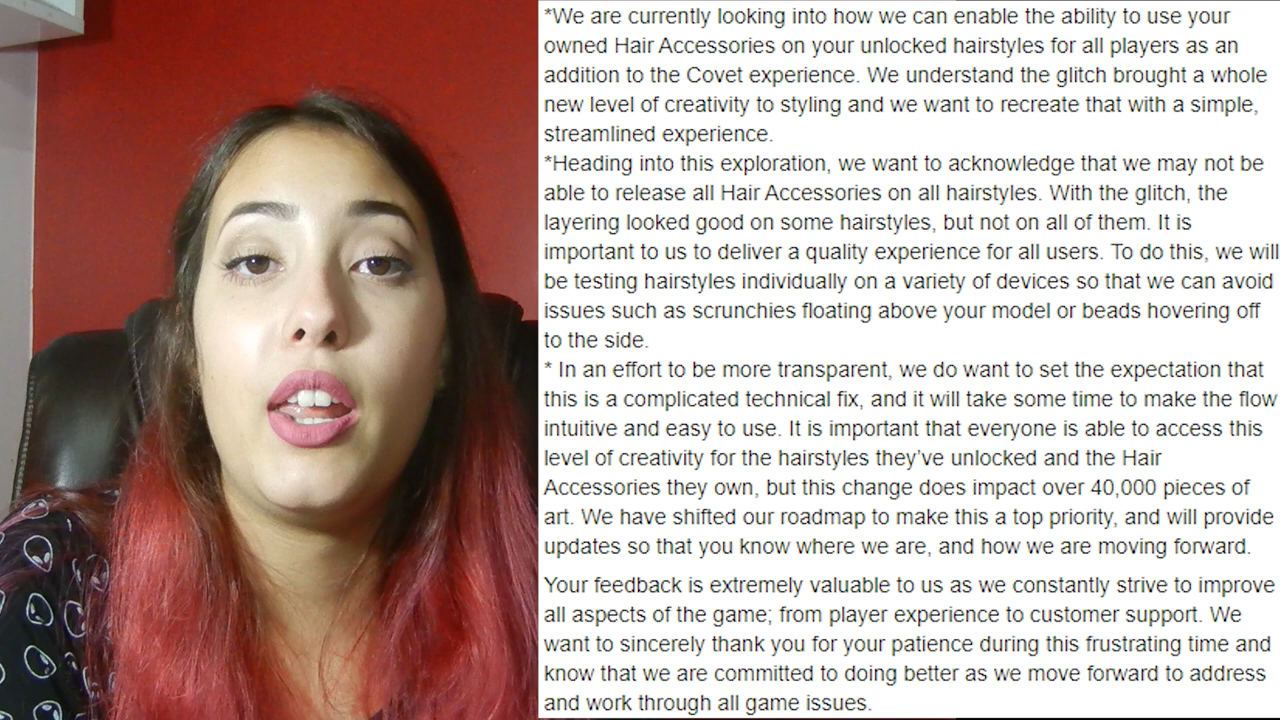 *We are currently looking into how we can enable the ability to use your
owned Hair Accessories on your unlocked hairstyles for all players as an
addition to the Covet experience. We understand the glitch brought a whole
new level of creativity to styling and we want to recreate that with a simple,
streamlined experience.
*Heading into this exploration, we want to acknowledge that we may not be
able to release all Hair Accessories on all hairstyles. With the glitch, the
layering looked good on some hairstyles, but not on all of them. It is
important to us to deliver a quality experience for all users. To do this, we will
be testing hairstyles individually on a variety of devices so that we can avoid
issues such as scrunchies floating above your model or beads hovering off
to the side.
* In an effort to be more transparent, we do want to set the expectation that
this is a complicated technical fix, and it will take some time to make the flow
intuitive and easy to use. It is important that everyone is able to access this
level of creativity for the hairstyles they’ve unlocked and the Hair
Accessories they own, but this change does impact over 40,000 pieces of
art. We have shifted our roadmap to make this a top priority, and will provide
updates so that you know where we are, and how we are moving forward.
Your feedback is extremely valuable to us as we constantly strive to improve
all aspects of the game; from player experience to customer support. We
want to sincerely thank you for your patience during this frustrating time and
know that we are committed to doing better as we move forward to address
and work through all game issues.